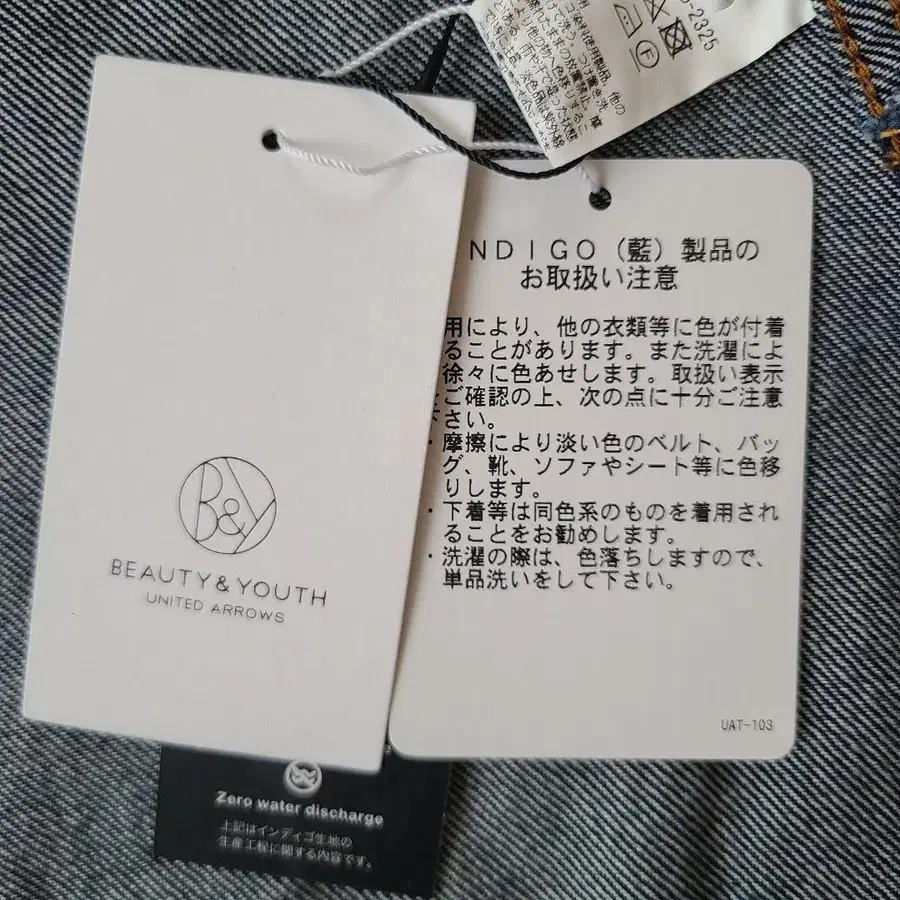 B&Y
BEAUTY & YOUTH
UNITED ARROWS
NDIGO（藍）製品の
お取扱い注意
用により、他の衣類等に色が付着
ることがあります。また洗濯によ
徐々に色あせします。取扱い表示
ご確認の上、次の点に十分ご注意
下さい。
・摩擦により淡い色のベルト、バッ
グ、靴、ソファやシート等に色移
りします。
・下着等は同色系のものを着用され
ることをお勧めします。
・洗濯の際は、色落ちしますので、
単品洗いをして下さい。
UAT-103
Zero water discharge
上記はインディゴ生地の
生産工程に関する内容です。